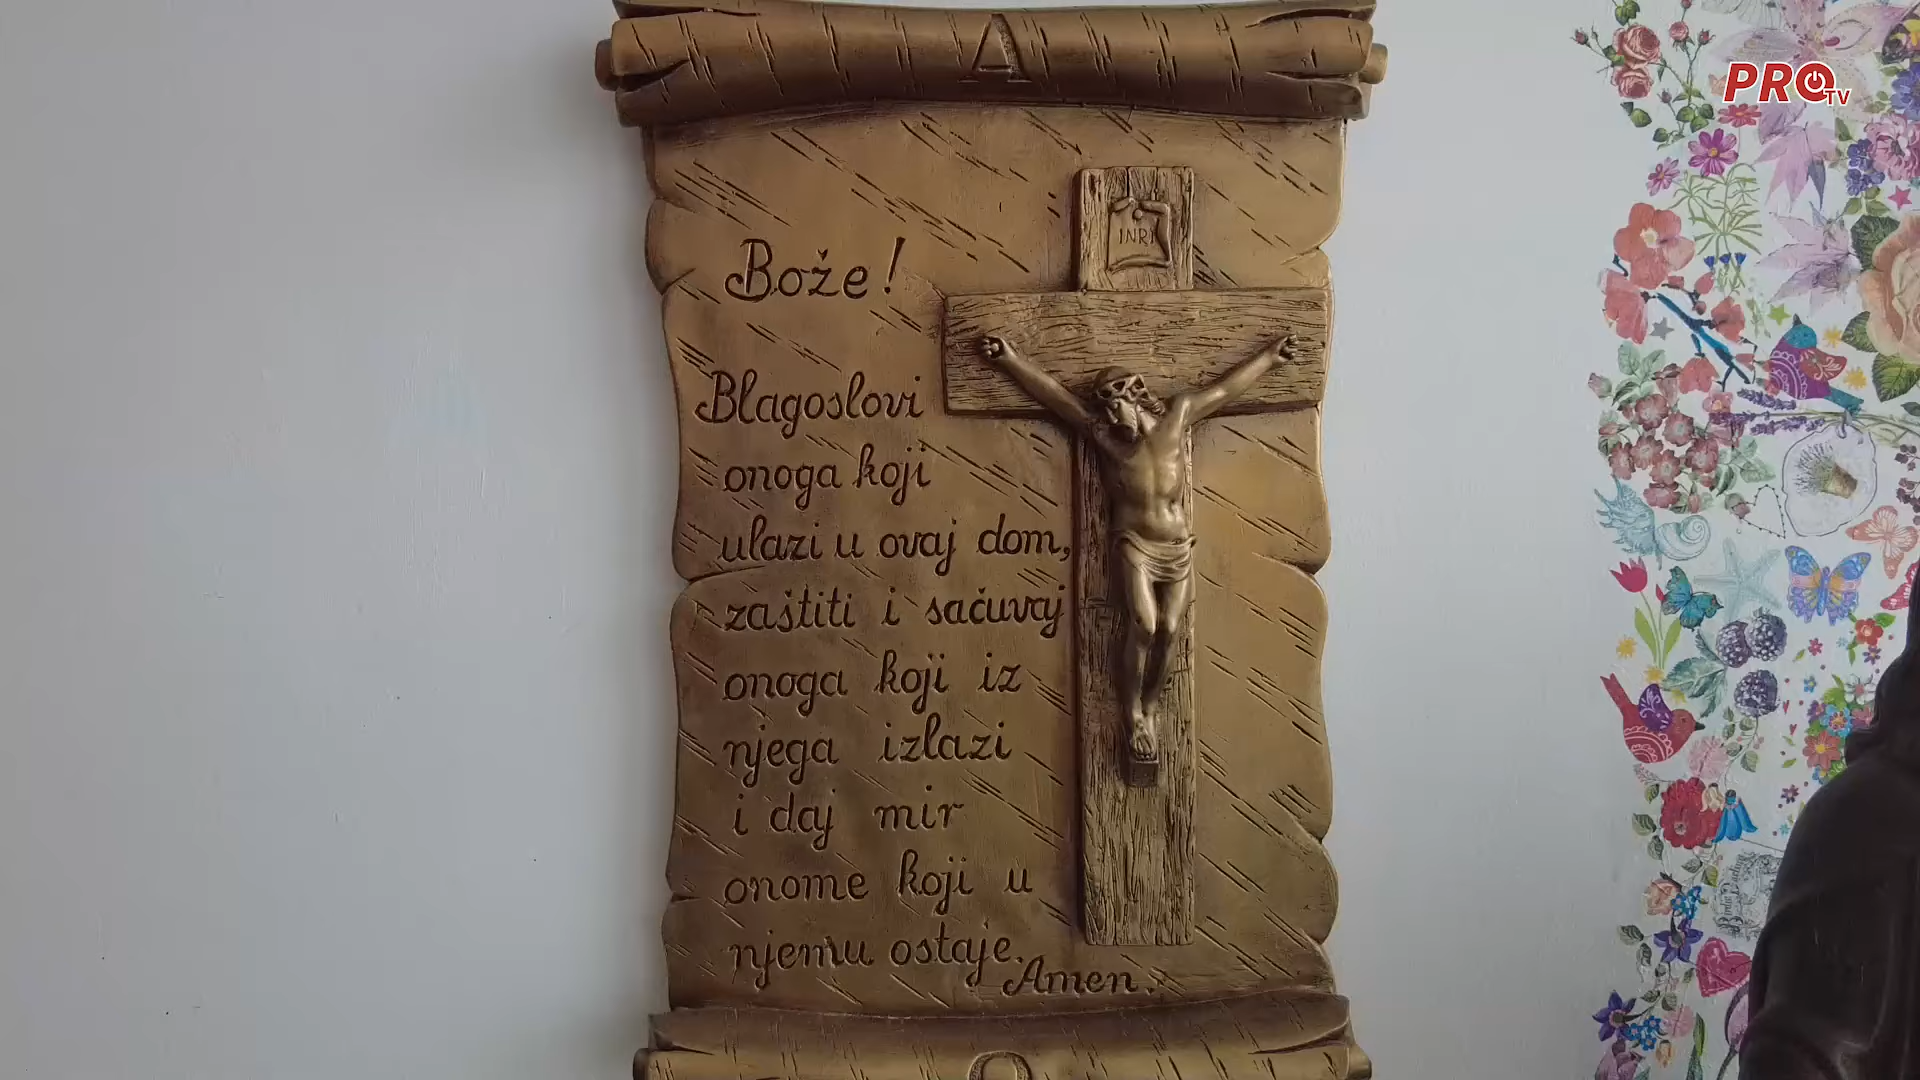 A
PRO TV
INRI
Bože!
Blagoslovi
onoga koji
ulazi u ovaj dom,
zaštiti i sačuvaj
onoga koji iz
njega izlazi
i daj mir
onome koji u
njemu ostaje.
Amen.